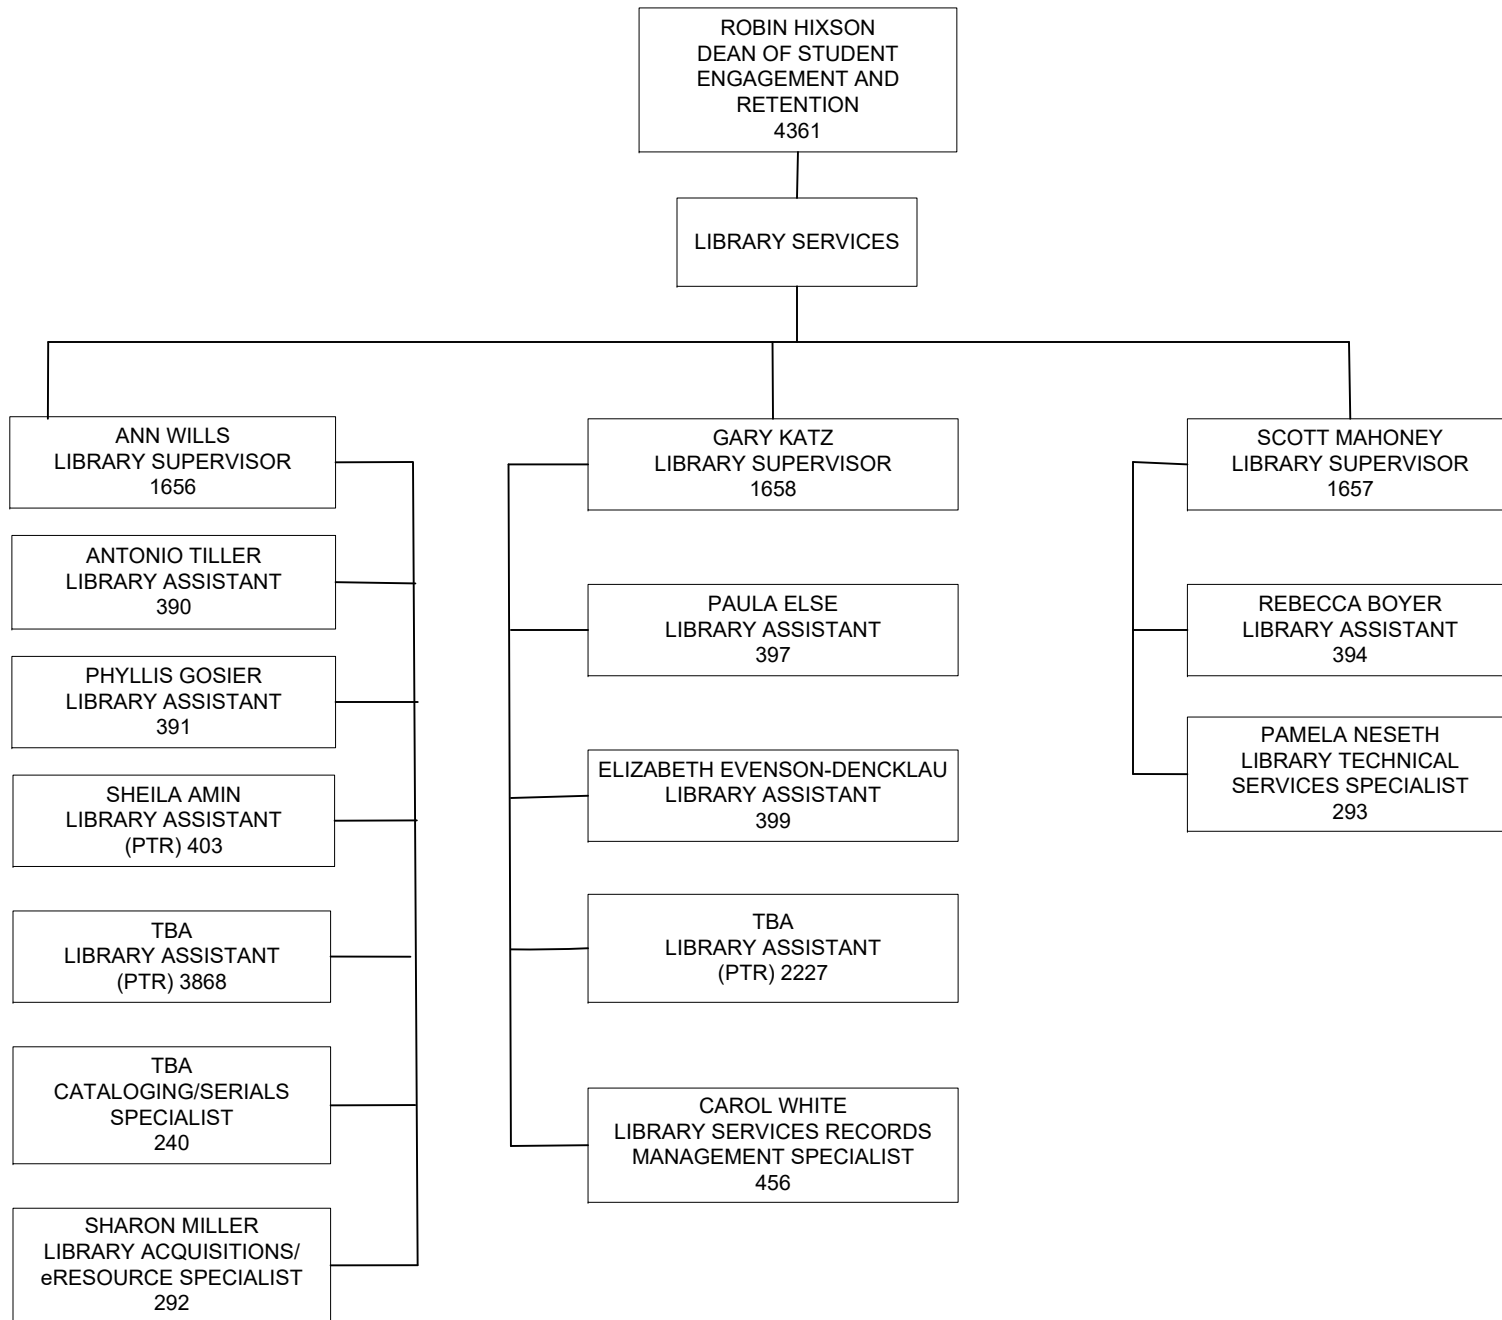 ROBIN HIXSON
DEAN OF STUDENT
ENGAGEMENT AND
RETENTION
4361
LIBRARY SERVICES
ANN WILLS
LIBRARY SUPERVISOR
1656
ANTONIO TILLER
LIBRARY ASSISTANT
390
PHYLLIS GOSIER
LIBRARY ASSISTANT
391
SHEILA AMIN
LIBRARY ASSISTANT
(PTR) 403
TBA
LIBRARY ASSISTANT
(PTR) 3868
TBA
CATALOGING/SERIALS
SPECIALIST
240
SHARON MILLER
LIBRARY ACQUISITIONS/
eRESOURCE SPECIALIST
292
GARY KATZ
LIBRARY SUPERVISOR
1658
PAULA ELSE
LIBRARY ASSISTANT
397
ELIZABETH EVENSON-DENCKLAU
LIBRARY ASSISTANT
399
TBA
LIBRARY ASSISTANT
(PTR) 2227
CAROL WHITE
LIBRARY SERVICES RECORDS
MANAGEMENT SPECIALIST
456
SCOTT MAHONEY
LIBRARY SUPERVISOR
1657
REBECCA BOYER
LIBRARY ASSISTANT
394
PAMELA NESETH
LIBRARY TECHNICAL
SERVICES SPECIALIST
293